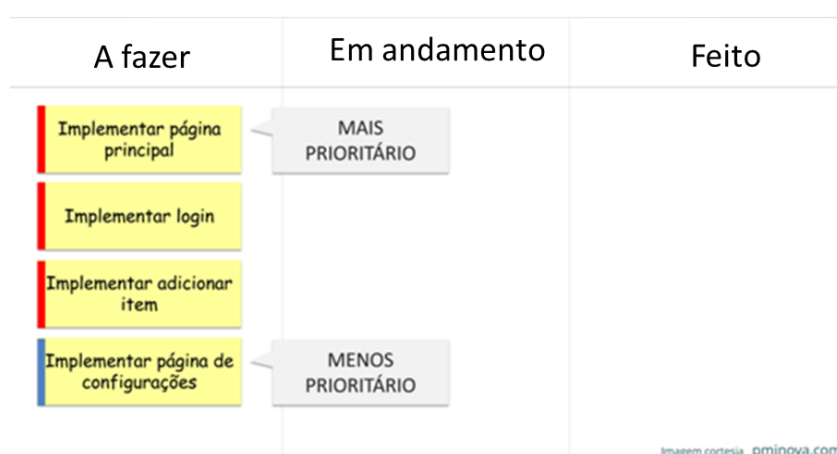 A fazer
Em andamento
Feito
Implementar página
principal
MAIS
PRIORITÁRIO
Implementar login
Implementar adicionar
item
Implementar página de
configurações
MENOS
PRIORITÁRIO
Imagem cortesia pminova.com